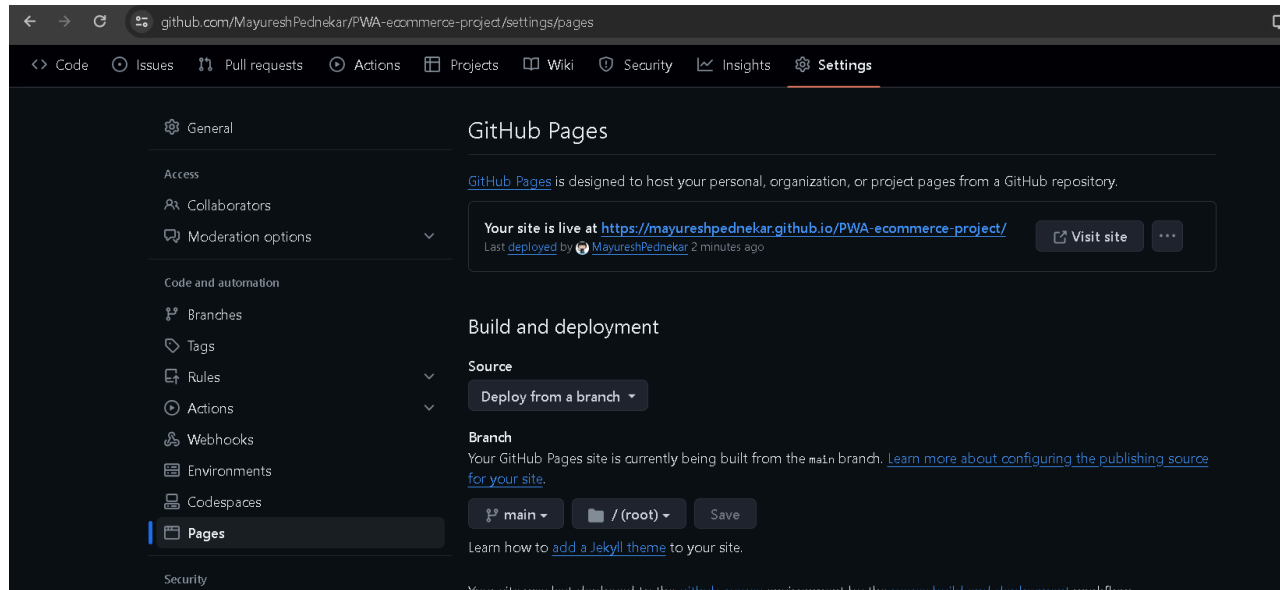 github.com/MayureshPednekar/PWA-ecommerce-project/settings/pages
<> Code Issues Pull requests Actions Projects Wiki Security Insights Settings
General
Access
Collaborators
Moderation options
Code and automation
Branches
Tags
Rules
Actions
Webhooks
Environments
Codespaces
Pages
Security
GitHub Pages
GitHub Pages is designed to host your personal, organization, or project pages from a GitHub repository.
Your site is live at https://mayureshpednekar.github.io/PWA-ecommerce-project/
Last deployed by MayureshPednekar 2 minutes ago
Visit site ...
Build and deployment
Source
Deploy from a branch
Branch
Your GitHub Pages site is currently being built from the main branch. Learn more about configuring the publishing source
for your site.
main / (root) Save
Learn how to add a Jekyll theme to your site.